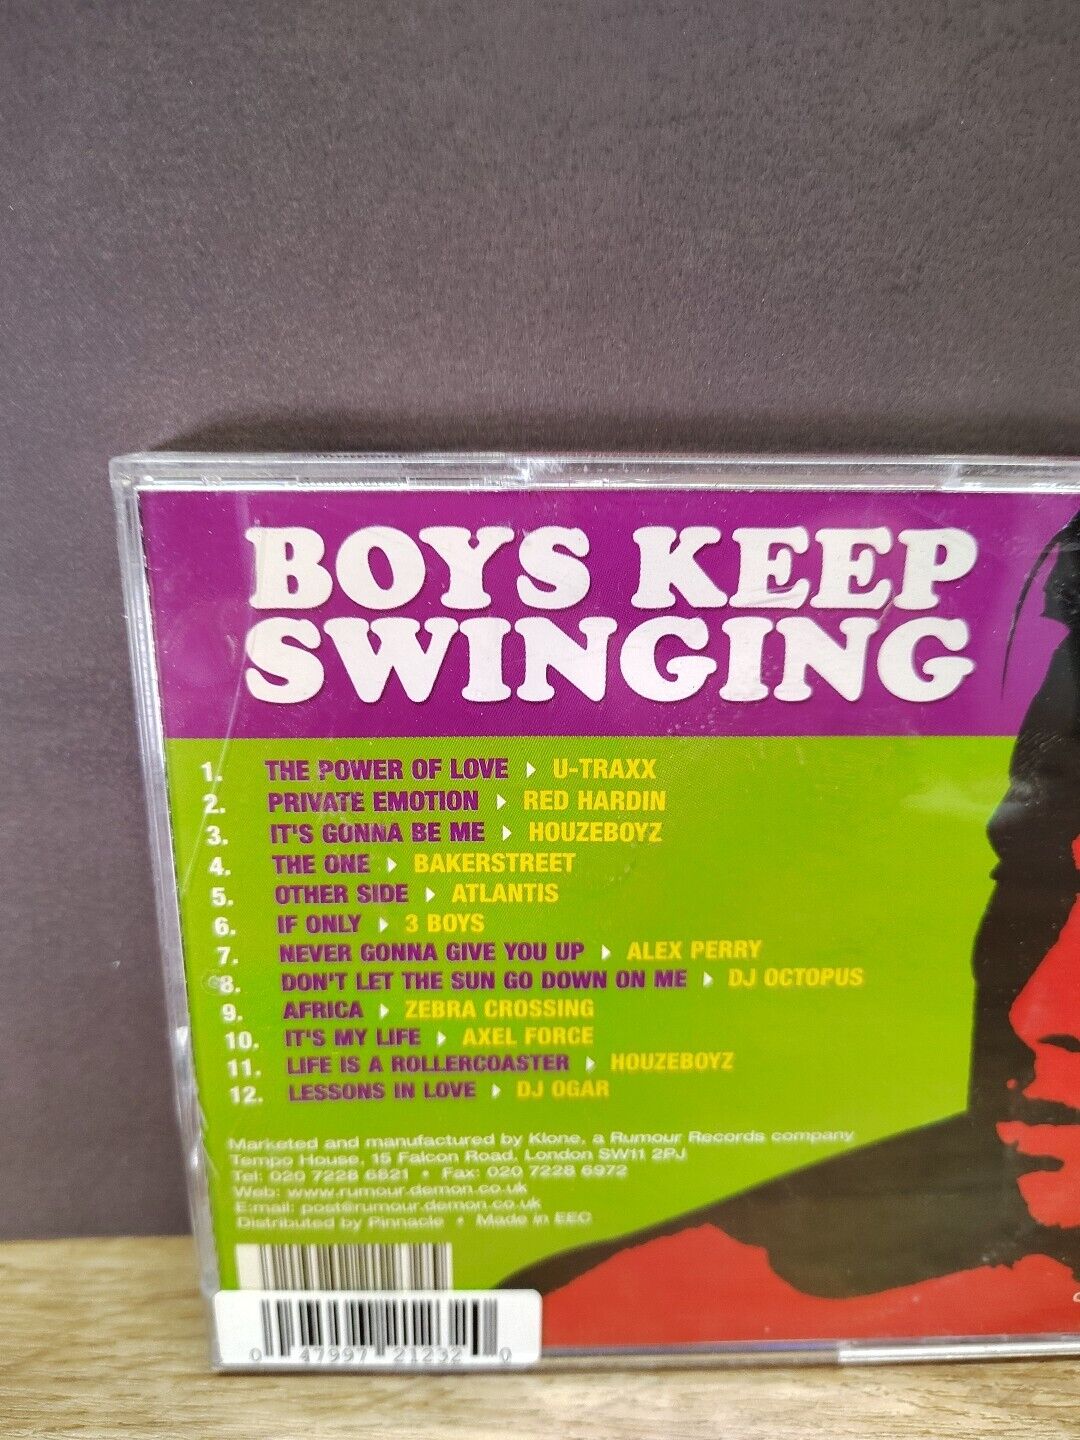 BOYS KEEP
SWINGING
1. THE POWER OF LOVE U-TRAXX
2. PRIVATE EMOTION RED HARDIN
3. IT'S GONNA BE ME HOUZEBOYZ
4. THE ONE BAKERSTREET
5. OTHER SIDE ATLANTIS
6. IF ONLY 3 BOYS
7. NEVER GONNA GIVE YOU UP ALEX PERRY
8. DON'T LET THE SUN GO DOWN ON ME DJ OCTOPUS
9. AFRICA ZEBRA CROSSING
10. IT'S MY LIFE AXEL FORCE
11. LIFE IS A ROLLERCOASTER HOUZEBOYZ
12. LESSONS IN LOVE DJ OGAR
Marketed and manufactured by Klone, a Rumour Records company
Tempo House, 15 Falcon Road, London SW11 2PJ
Tel: 020 7228 6821 • Fax: 020 7228 6972
Web: www.rumour.demon.co.uk
E:mail: post@rumour.demon.co.uk
Distributed by Pinnacle • Made in EEC
0 47997 21232 0